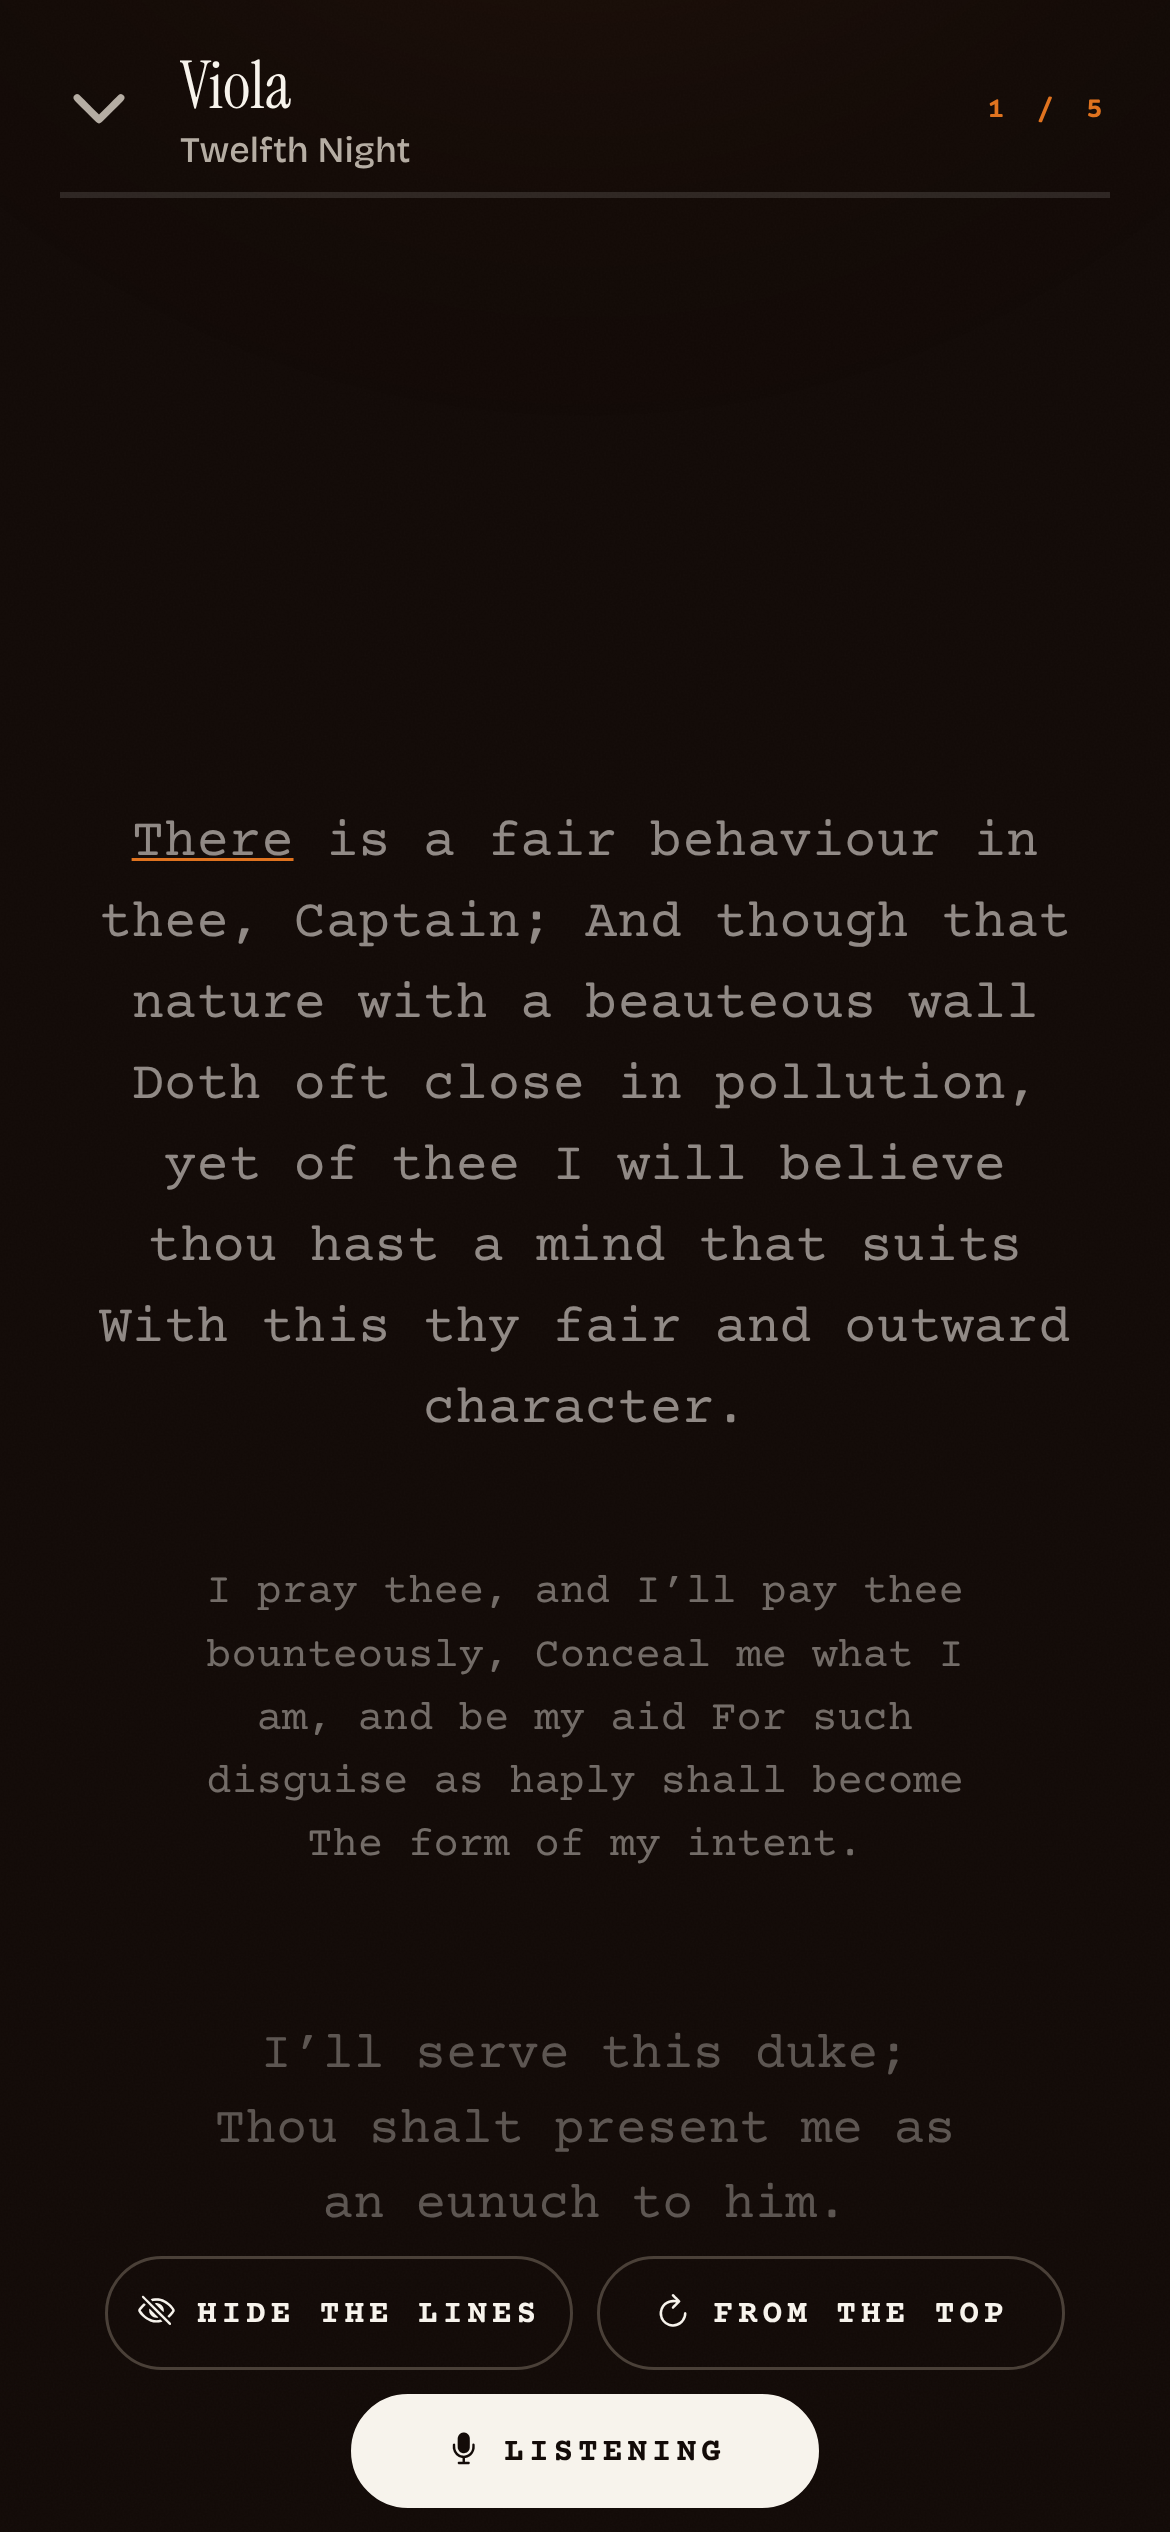 Viola
Twelfth Night
1 / 5
There is a fair behaviour in
thee, Captain; And though that
nature with a beauteous wall
Doth oft close in pollution,
yet of thee I will believe
thou hast a mind that suits
With this thy fair and outward
character.
I pray thee, and I’ll pay thee
bounteously, Conceal me what I
am, and be my aid For such
disguise as haply shall become
The form of my intent.
I’ll serve this duke;
Thou shalt present me as
an eunuch to him.
HIDE THE LINES
FROM THE TOP
LISTENING